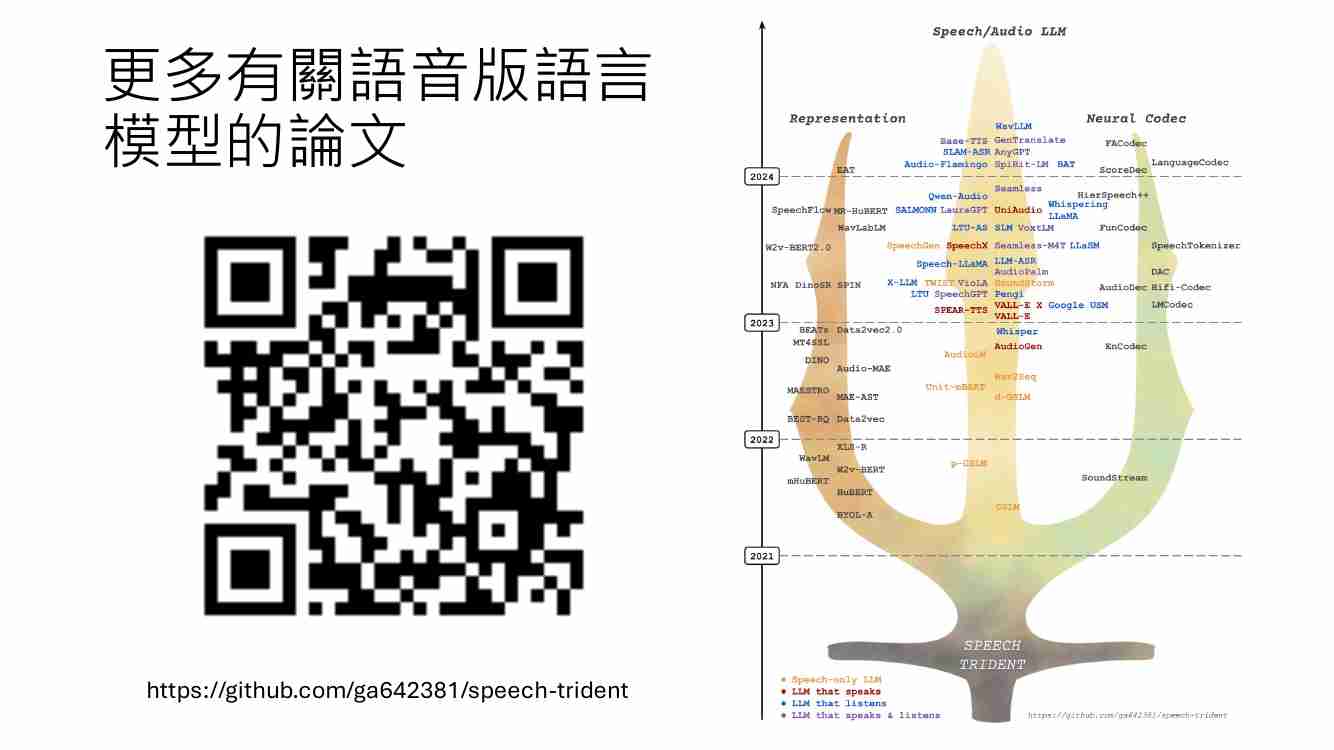 更多有關語音版語言
模型的論文
https://github.com/ga642381/speech-trident
Speech/Audio LLM
Representation
Neural Codec
WavLLM
Base-TTS GenTranslate
FACodec
SLAM-ASR AnyGPT
Audio-Flamingo SpiRit-LM BAT
LanguageCodec
EAT
ScoreDec
2024
Seamless
Qwen-Audio
HierSpeech++
Whispering
LLaMA
SpeechFlow MR-HuBERT SALMONN LauraGPT UniAudio
WavLabLM
LTU-AS SLM VoxtLM
FunCodec
W2v-BERT2.0
SpeechGen SpeechX Seamless-M4T LLaSM
SpeechTokenizer
Speech-LLaMA LLM-ASR
AudioPalm
DAC
NFA DinoSR SPIN
X-LLM TWIST VioLA SoundStorm
AudioDec Hifi-Codec
LTU SpeechGPT Pengi
SPEAR-TTS VALL-E X Google USM
LMCodec
VALL-E
2023
BEATs Data2vec2.0
Whisper
MT4SSL
AudioGen
EnCodec
AudioLM
DINO
Audio-MAE
Wav2Seq
Unit-mBART
MAESTRO
MAE-AST
d-GSLM
BEST-RQ Data2vec
2022
XLS-R
WavLM
p-GSLM
W2v-BERT
mHuBERT
SoundStream
HuBERT
GSLM
BYOL-A
2021
SPEECH
TRIDENT
Speech-only LLM
LLM that speaks
LLM that listens
LLM that speaks & listens
https://github.com/ga642381/speech-trident